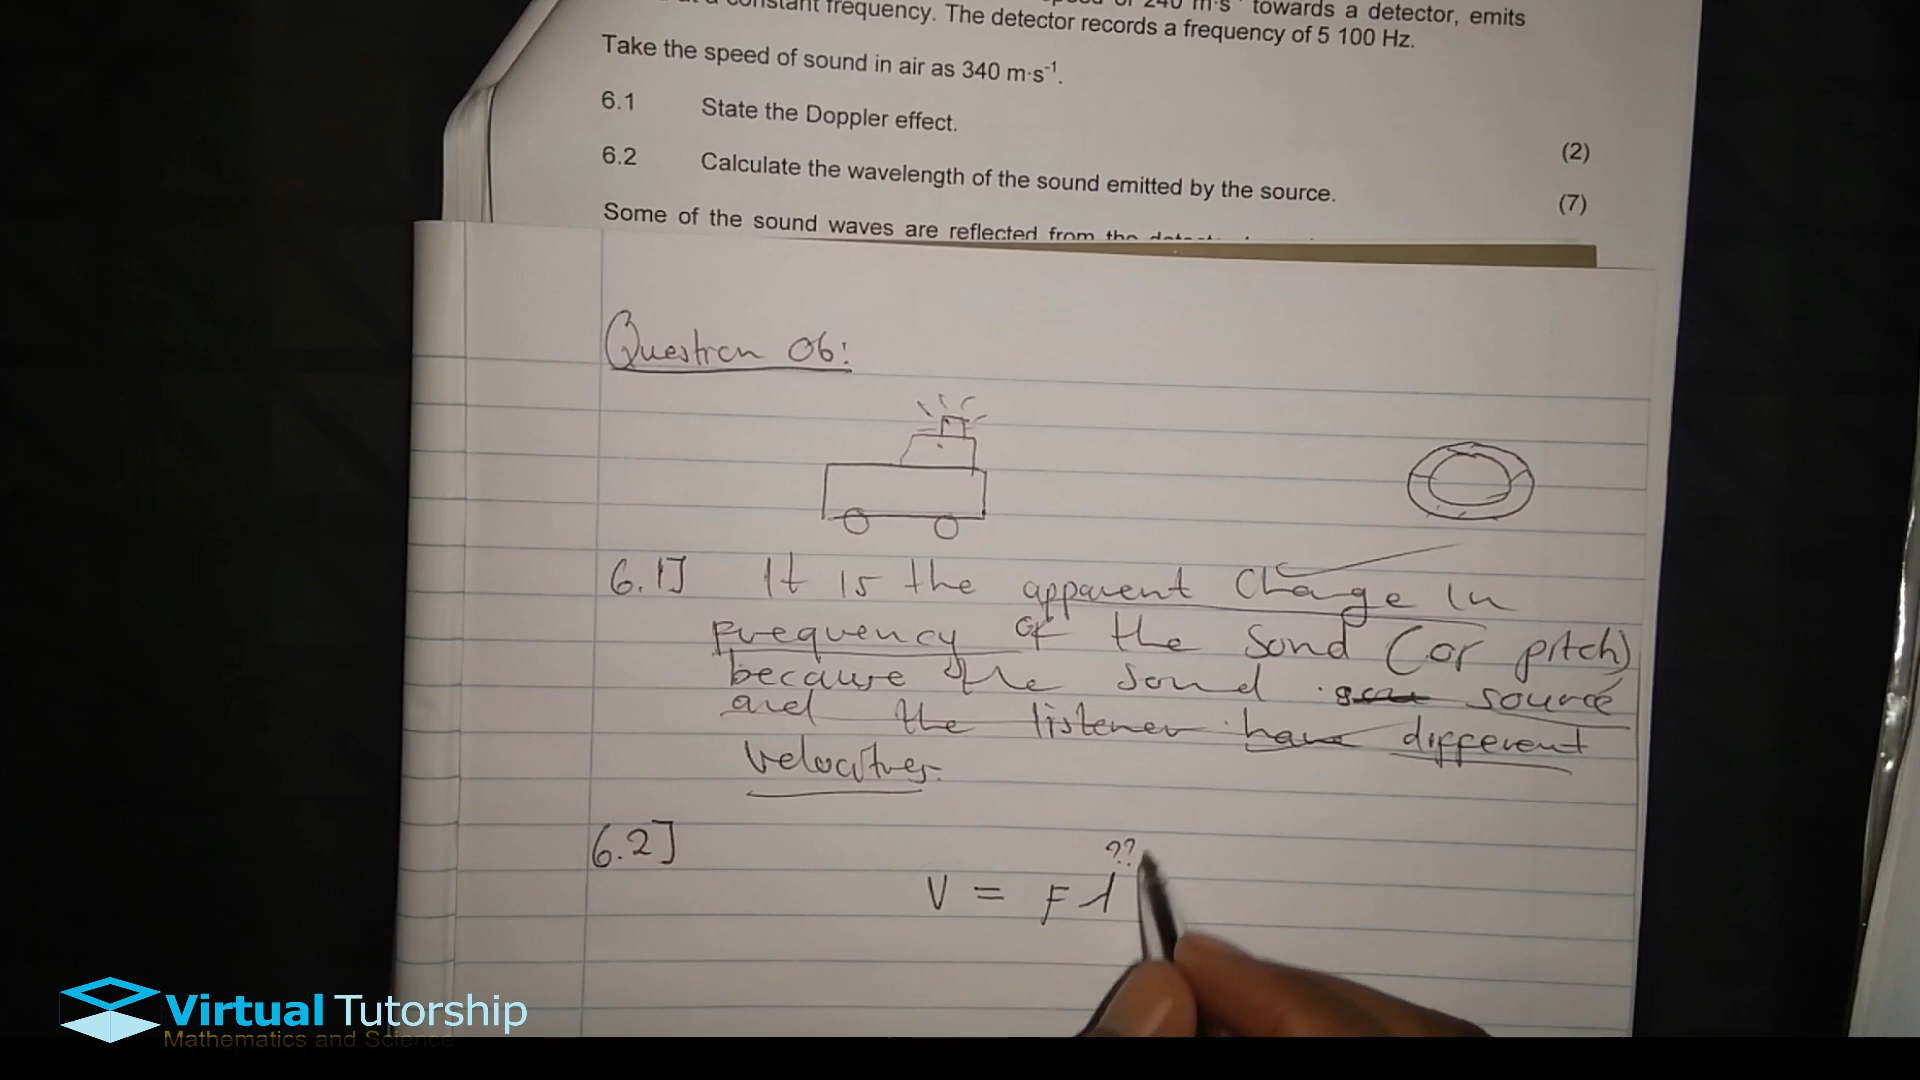 constant frequency. The detector records a frequency of 5 100 Hz.
240 m·s towards a detector, emits
Take the speed of sound in air as 340 m·s⁻¹.
6.1 State the Doppler effect.
(2)
6.2 Calculate the wavelength of the sound emitted by the source.
(7)
Some of the sound waves are reflected from the
Question 06:
6.1] It is the apparent change in
frequency of the Sond (or pitch)
because the Sond source
and the listener have different
velocities.
6.2]
??
V = Fλ
Virtual Tutorship
Mathematics and Science